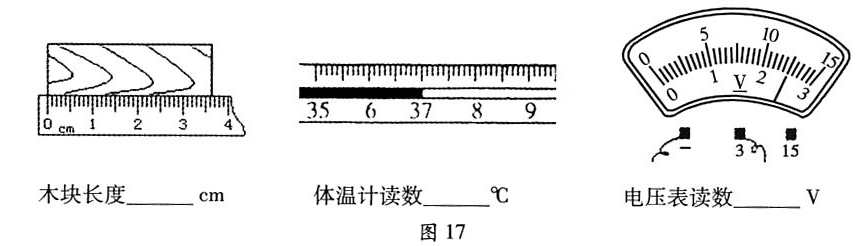 0 5 10 15
0 1 V 2 3
0 cm 1 2 3 4
35 6 37 8 9
− 3 15
木块长度______ cm
体温计读数______℃
电压表读数______ V
图 17